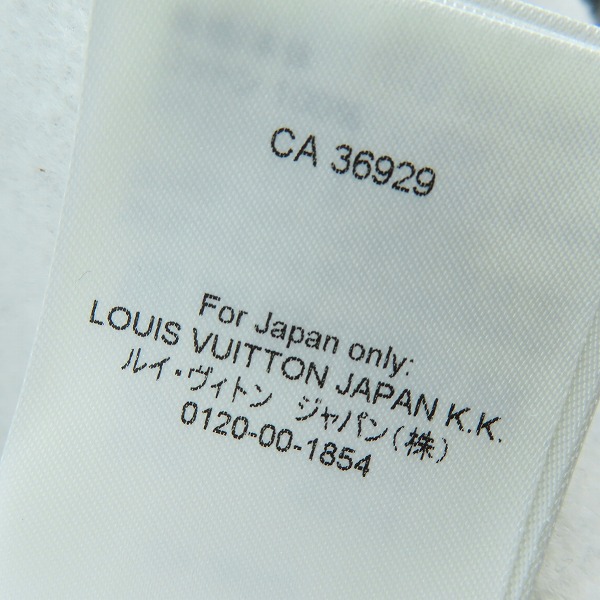 CA 36929
For Japan only:
LOUIS VUITTON JAPAN K.K.
ルイ・ヴィトン ジャパン(株)
0120-00-1854